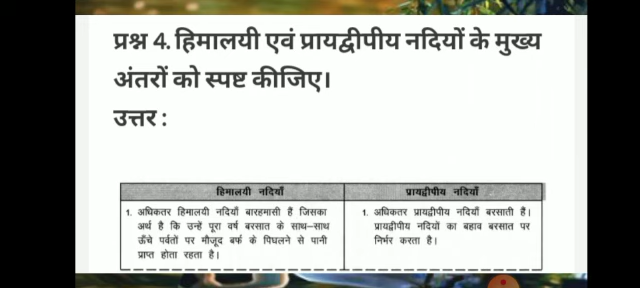 प्रश्न 4. हिमालयी एवं प्रायद्वीपीय नदियों के मुख्य
अंतरों को स्पष्ट कीजिए।
उत्तर :
हिमालयी नदियाँ
प्रायद्वीपीय नदियाँ
1. अधिकतर हिमालयी नदियाँ बारहमासी हैं जिसका
अर्थ है कि उन्हें पूरा वर्ष बरसात के साथ-साथ
ऊँचे पर्वतों पर मौजूद बर्फ के पिघलने से पानी
प्राप्त होता रहता है।
1. अधिकतर प्रायद्वीपीय नदियाँ बरसाती हैं।
प्रायद्वीपीय नदियों का बहाव बरसात पर
निर्भर करता है।